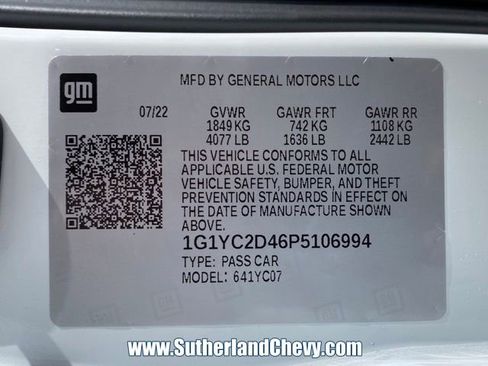 gm
MFD BY GENERAL MOTORS LLC
07/22 GVWR GAWR FRT GAWR RR
1849 KG 742 KG 1108 KG
4077 LB 1636 LB 2442 LB
THIS VEHICLE CONFORMS TO ALL
APPLICABLE U.S. FEDERAL MOTOR
VEHICLE SAFETY, BUMPER, AND THEFT
PREVENTION STANDARDS IN EFFECT ON
THE DATE OF MANUFACTURE SHOWN
ABOVE.
1G1YC2D46P5106994
TYPE: PASS CAR
MODEL: 641YC07
www.SutherlandChevy.com